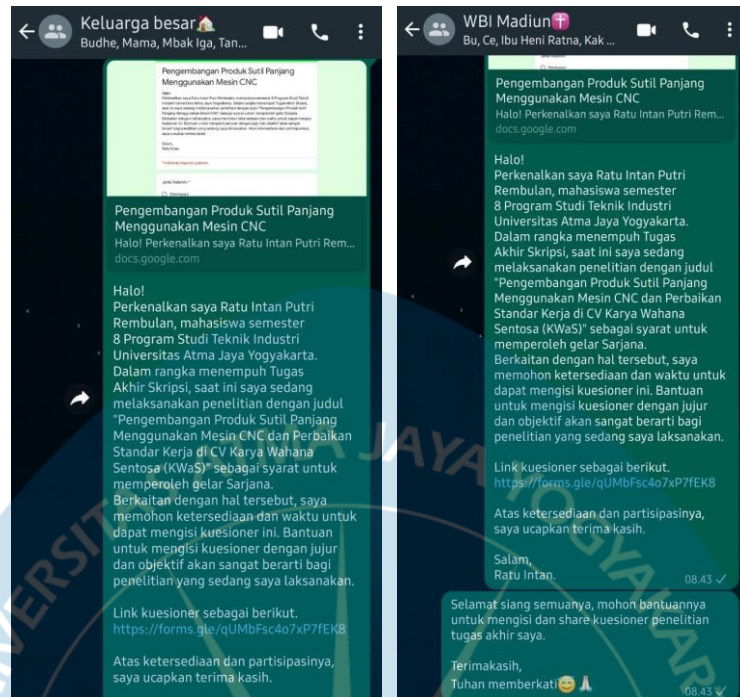 Keluarga besar🏠
Budhe, Mama, Mbak Iga, Tan...
Pengembangan Produk Sutil Panjang
Menggunakan Mesin CNC
Pengembangan Produk Sutil Panjang
Menggunakan Mesin CNC
Halo! Perkenalkan saya Ratu Intan Putri Rem...
docs.google.com
Halo!
Perkenalkan saya Ratu Intan Putri
Rembulan, mahasiswa semester
8 Program Studi Teknik Industri
Universitas Atma Jaya Yogyakarta.
Dalam rangka menempuh Tugas
Akhir Skripsi, saat ini saya sedang
melaksanakan penelitian dengan judul
"Pengembangan Produk Sutil Panjang
Menggunakan Mesin CNC dan Perbaikan
Standar Kerja di CV Karya Wahana
Sentosa (KWaS)" sebagai syarat untuk
memperoleh gelar Sarjana.
Berkaitan dengan hal tersebut, saya
memohon ketersediaan dan waktu untuk
dapat mengisi kuesioner ini. Bantuan
untuk mengisi kuesioner dengan jujur
dan objektif akan sangat berarti bagi
penelitian yang sedang saya laksanakan.
Link kuesioner sebagai berikut.
https://forms.gle/qUMbFsc4o7xP7fEK8
Atas ketersediaan dan partisipasinya,
saya ucapkan terima kasih.
WBI Madiun✝️
Bu, Ce, Ibu Heni Ratna, Kak ...
Pengembangan Produk Sutil Panjang
Menggunakan Mesin CNC
Halo! Perkenalkan saya Ratu Intan Putri Rem...
docs.google.com
Halo!
Perkenalkan saya Ratu Intan Putri
Rembulan, mahasiswa semester
8 Program Studi Teknik Industri
Universitas Atma Jaya Yogyakarta.
Dalam rangka menempuh Tugas
Akhir Skripsi, saat ini saya sedang
melaksanakan penelitian dengan judul
"Pengembangan Produk Sutil Panjang
Menggunakan Mesin CNC dan Perbaikan
Standar Kerja di CV Karya Wahana
Sentosa (KWaS)" sebagai syarat untuk
memperoleh gelar Sarjana.
Berkaitan dengan hal tersebut, saya
memohon ketersediaan dan waktu untuk
dapat mengisi kuesioner ini. Bantuan
untuk mengisi kuesioner dengan jujur
dan objektif akan sangat berarti bagi
penelitian yang sedang saya laksanakan.
Link kuesioner sebagai berikut.
https://forms.gle/qUMbFsc4o7xP7fEK8
Atas ketersediaan dan partisipasinya,
saya ucapkan terima kasih.
Salam,
Ratu Intan.
08.43
Selamat siang semuanya, mohon bantuannya
untuk mengisi dan share kuesioner penelitian
tugas akhir saya.
Terimakasih,
Tuhan memberkati😇🙏
08.43